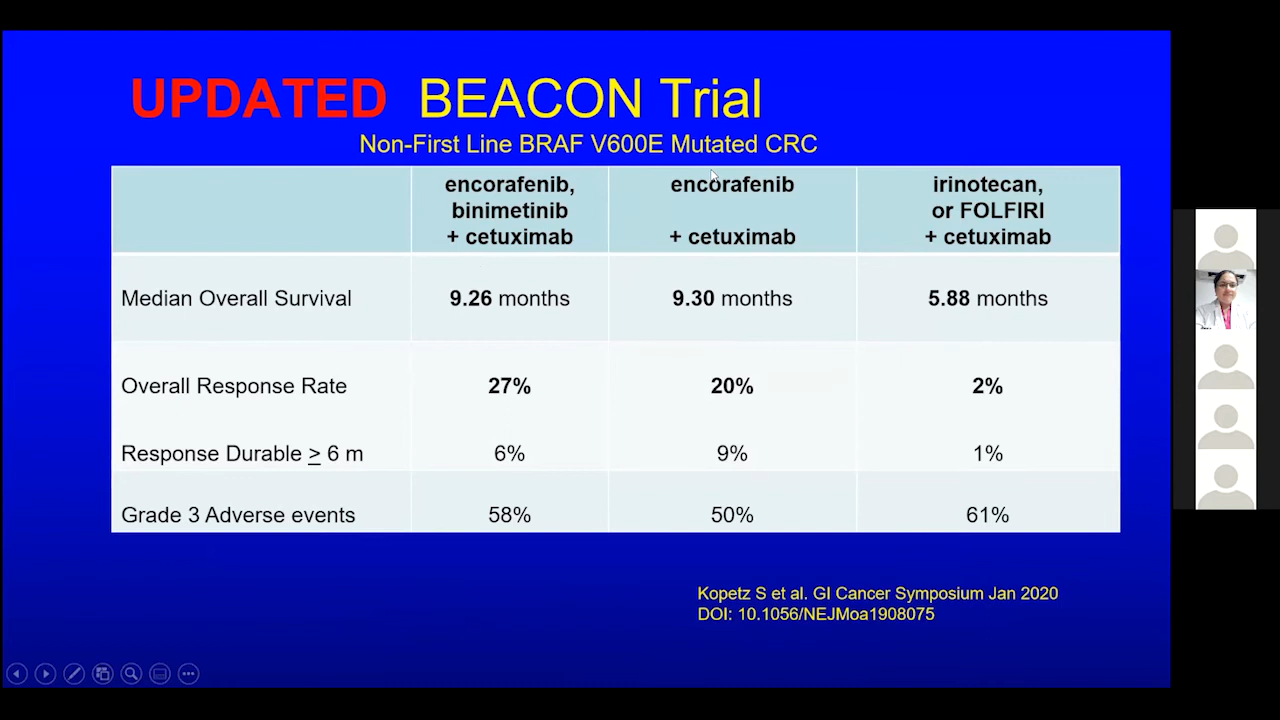 UPDATED BEACON Trial
Non-First Line BRAF V600E Mutated CRC
encorafenib, binimetinib + cetuximab
encorafenib + cetuximab
irinotecan, or FOLFIRI + cetuximab
Median Overall Survival 9.26 months 9.30 months 5.88 months
Overall Response Rate 27% 20% 2%
Response Durable ≥ 6 m 6% 9% 1%
Grade 3 Adverse events 58% 50% 61%
Kopetz S et al. GI Cancer Symposium Jan 2020
DOI: 10.1056/NEJMoa1908075